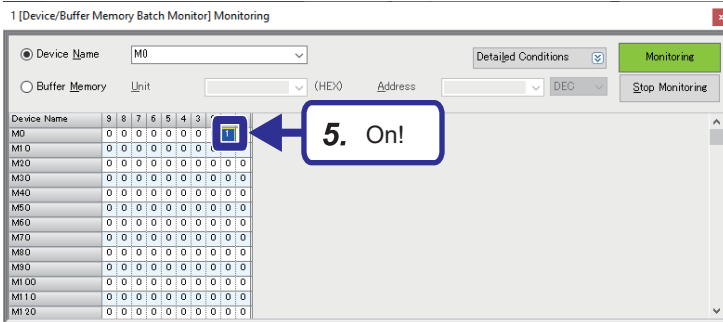 1 [Device/Buffer Memory Batch Monitor] Monitoring
Device Name M0 Detailed Conditions Monitoring
Buffer Memory Unit (HEX) Address DEC Stop Monitoring
Device Name 9 8 7 6 5 4 3
M0 0 0 0 0 0 0 0 1
5. On!
M10 0 0 0 0 0 0 0 0 0 0
M20 0 0 0 0 0 0 0 0 0 0
M30 0 0 0 0 0 0 0 0 0 0
M40 0 0 0 0 0 0 0 0 0 0
M50 0 0 0 0 0 0 0 0 0 0
M60 0 0 0 0 0 0 0 0 0 0
M70 0 0 0 0 0 0 0 0 0 0
M80 0 0 0 0 0 0 0 0 0 0
M90 0 0 0 0 0 0 0 0 0 0
M100 0 0 0 0 0 0 0 0 0 0
M110 0 0 0 0 0 0 0 0 0 0
M120 0 0 0 0 0 0 0 0 0 0